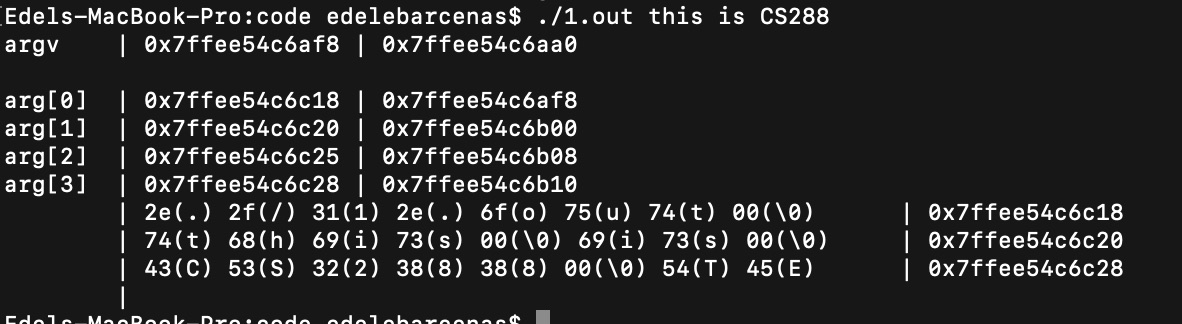 Edels-MacBook-Pro:code edelebarcenas$ ./1.out this is CS288
argv | 0x7ffee54c6af8 | 0x7ffee54c6aa0
arg[0] | 0x7ffee54c6c18 | 0x7ffee54c6af8
arg[1] | 0x7ffee54c6c20 | 0x7ffee54c6b00
arg[2] | 0x7ffee54c6c25 | 0x7ffee54c6b08
arg[3] | 0x7ffee54c6c28 | 0x7ffee54c6b10
| 2e(.) 2f(/) 31(1) 2e(.) 6f(o) 75(u) 74(t) 00(\0) | 0x7ffee54c6c18
| 74(t) 68(h) 69(i) 73(s) 00(\0) 69(i) 73(s) 00(\0) | 0x7ffee54c6c20
| 43(C) 53(S) 32(2) 38(8) 38(8) 00(\0) 54(T) 45(E) | 0x7ffee54c6c28
|
Edels-MacBook-Pro:code edelebarcenas$